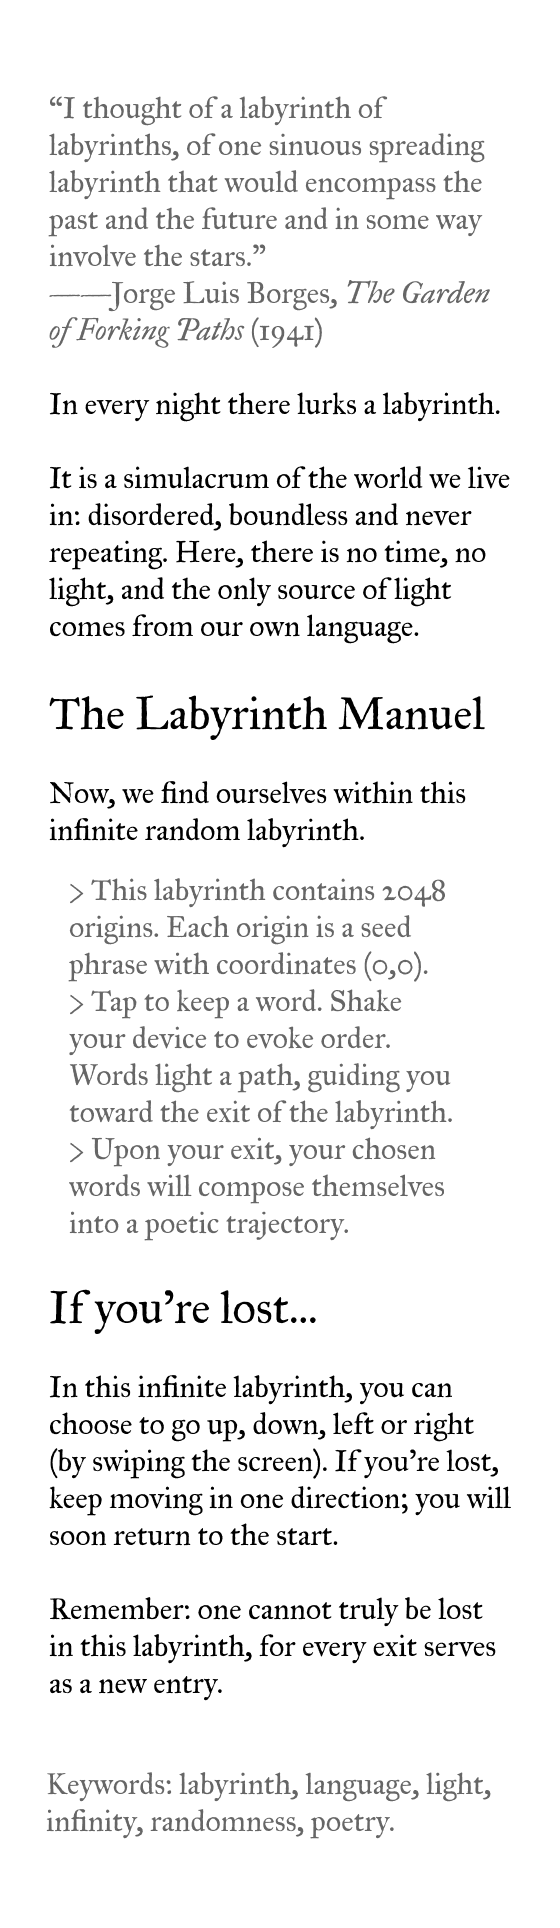 “I thought of a labyrinth of
labyrinths, of one sinuous spreading
labyrinth that would encompass the
past and the future and in some way
involve the stars.”
——Jorge Luis Borges, The Garden
of Forking Paths (1941)
In every night there lurks a labyrinth.
It is a simulacrum of the world we live
in: disordered, boundless and never
repeating. Here, there is no time, no
light, and the only source of light
comes from our own language.
The Labyrinth Manuel
Now, we find ourselves within this
infinite random labyrinth.
> This labyrinth contains 2048
origins. Each origin is a seed
phrase with coordinates (0,0).
> Tap to keep a word. Shake
your device to evoke order.
Words light a path, guiding you
toward the exit of the labyrinth.
> Upon your exit, your chosen
words will compose themselves
into a poetic trajectory.
If you’re lost...
In this infinite labyrinth, you can
choose to go up, down, left or right
(by swiping the screen). If you’re lost,
keep moving in one direction; you will
soon return to the start.
Remember: one cannot truly be lost
in this labyrinth, for every exit serves
as a new entry.
Keywords: labyrinth, language, light,
infinity, randomness, poetry.